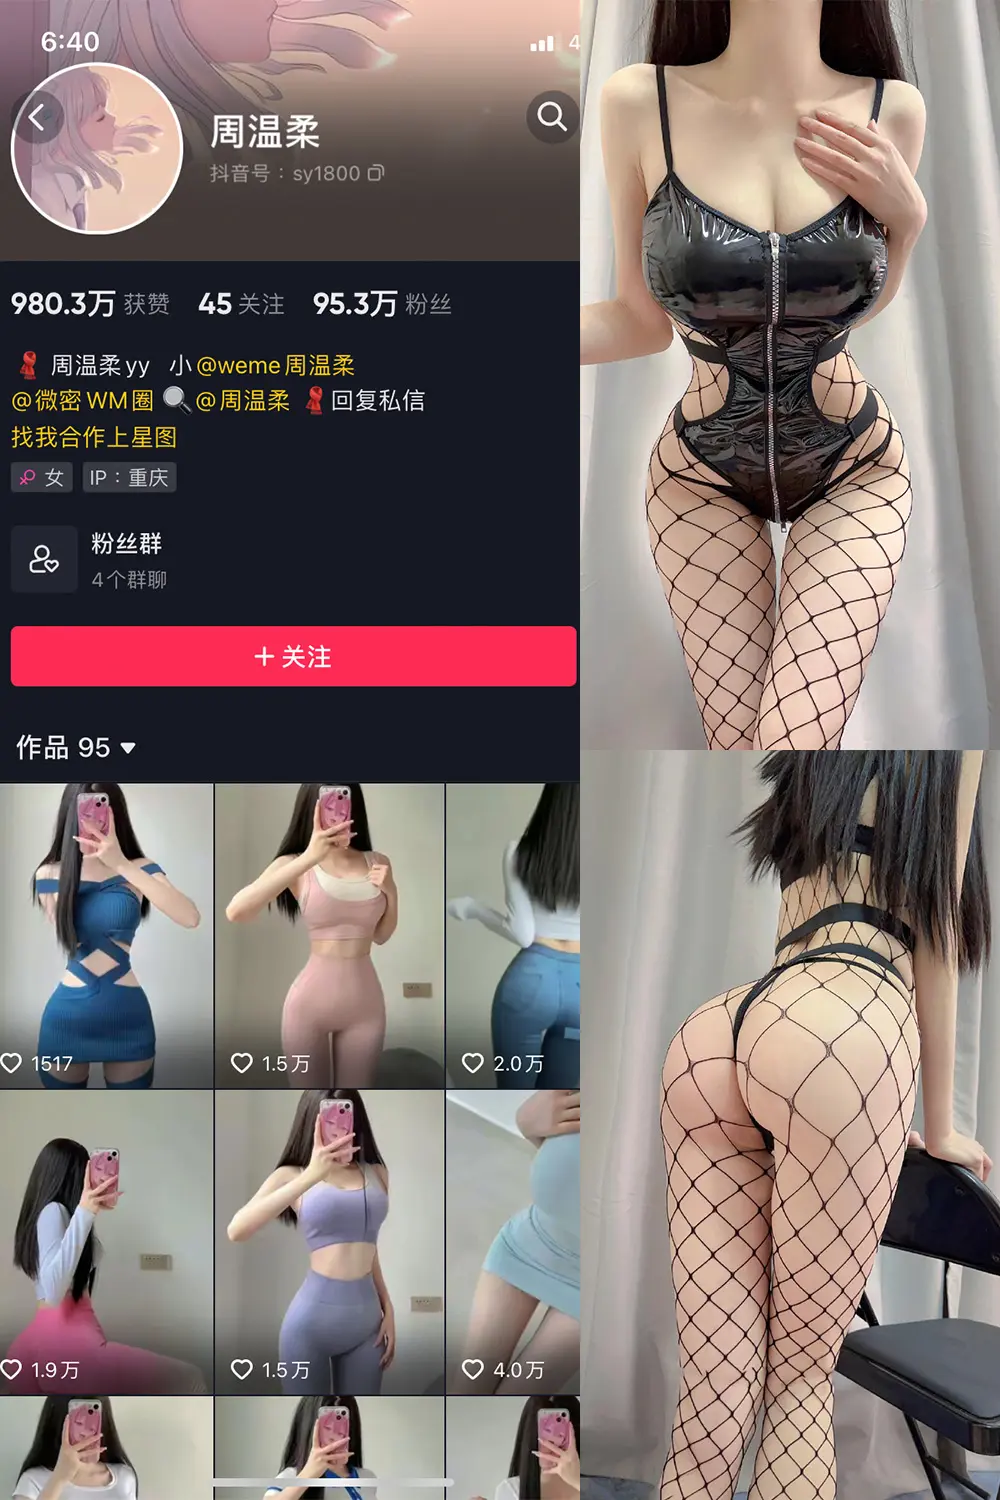 6:40
4
周温柔
抖音号：sy1800
980.3万 获赞 45 关注 95.3万 粉丝
周温柔yy 小@weme周温柔
@微密WM圈 @周温柔 回复私信
找我合作上星图
女 IP：重庆
粉丝群
4个群聊
+ 关注
作品 95
1517 1.5万 2.0万
1.9万 1.5万 4.0万